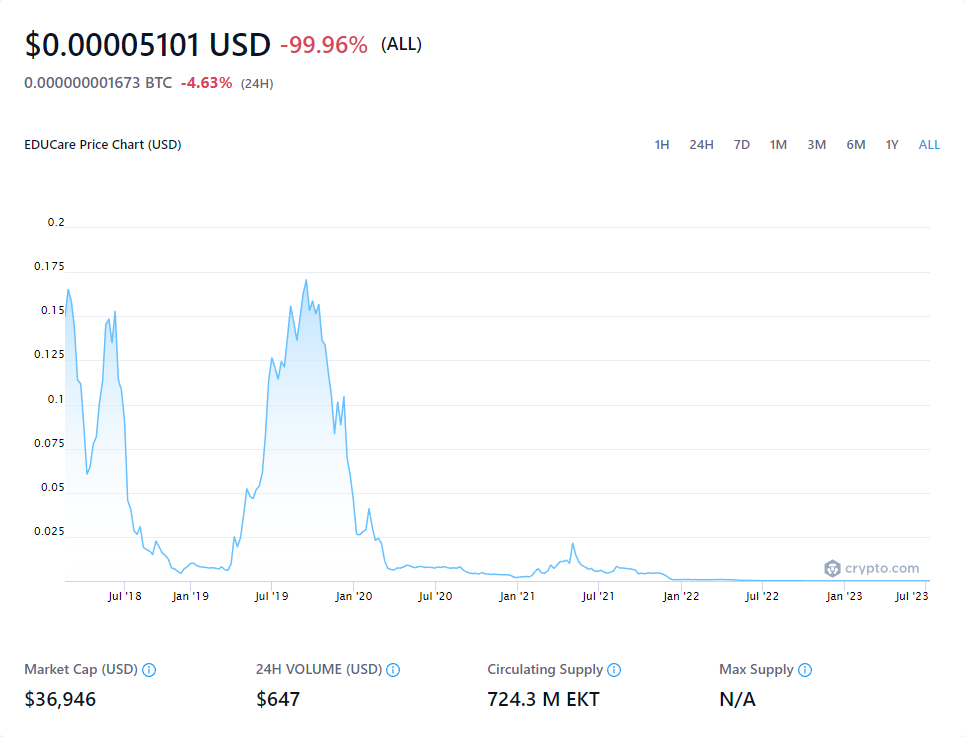 $0.00005101 USD -99.96% (ALL)
0.000000001673 BTC -4.63% (24H)
EDUCare Price Chart (USD) 1H 24H 7D 1M 3M 6M 1Y ALL
0.2
0.175
0.15
0.125
0.1
0.075
0.05
0.025
crypto.com
Jul '18 Jan '19 Jul '19 Jan '20 Jul '20 Jan '21 Jul '21 Jan '22 Jul '22 Jan '23 Jul '23
Market Cap (USD) 24H VOLUME (USD) Circulating Supply Max Supply
$36,946 $647 724.3 M EKT N/A